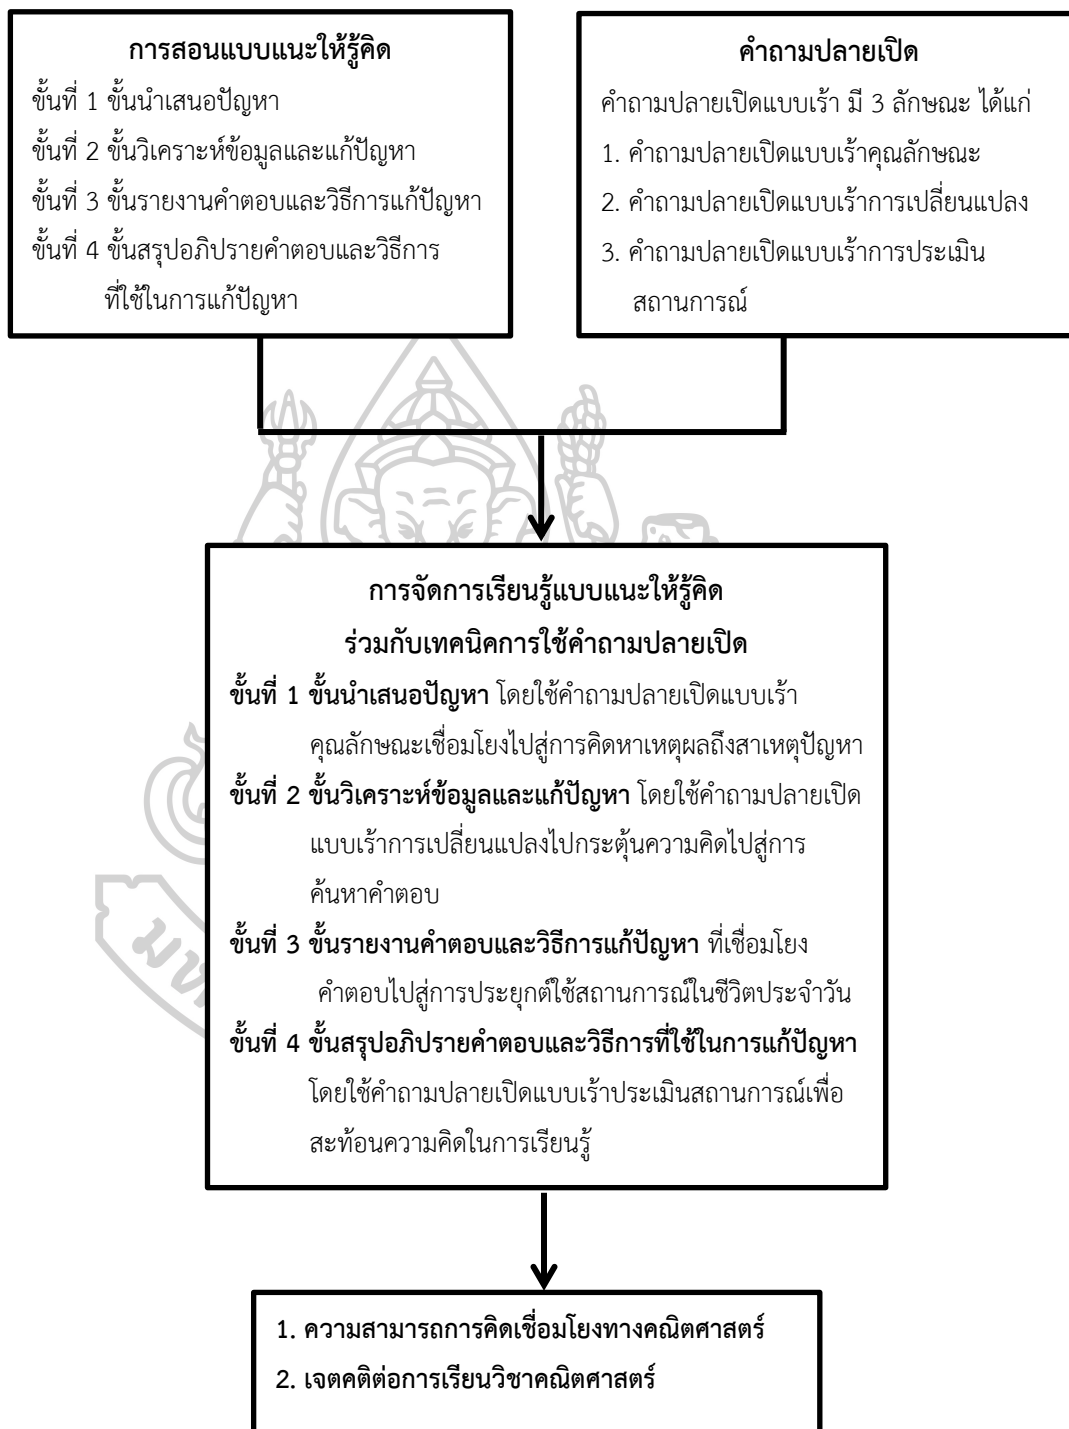 การสอนแบบแนะให้รู้คิด
ขั้นที่ 1 ขั้นนำเสนอปัญหา
ขั้นที่ 2 ขั้นวิเคราะห์ข้อมูลและแก้ปัญหา
ขั้นที่ 3 ขั้นรายงานคำตอบและวิธีการแก้ปัญหา
ขั้นที่ 4 ขั้นสรุปอภิปรายคำตอบและวิธีการ
ที่ใช้ในการแก้ปัญหา
คำถามปลายเปิด
คำถามปลายเปิดแบบเร้า มี 3 ลักษณะ ได้แก่
1. คำถามปลายเปิดแบบเร้าคุณลักษณะ
2. คำถามปลายเปิดแบบเร้าการเปลี่ยนแปลง
3. คำถามปลายเปิดแบบเร้าการประเมิน
สถานการณ์
การจัดการเรียนรู้แบบแนะให้รู้คิด
ร่วมกับเทคนิคการใช้คำถามปลายเปิด
ขั้นที่ 1 ขั้นนำเสนอปัญหา โดยใช้คำถามปลายเปิดแบบเร้า
คุณลักษณะเชื่อมโยงไปสู่การคิดหาเหตุผลถึงสาเหตุปัญหา
ขั้นที่ 2 ขั้นวิเคราะห์ข้อมูลและแก้ปัญหา โดยใช้คำถามปลายเปิด
แบบเร้าการเปลี่ยนแปลงไปกระตุ้นความคิดไปสู่การ
ค้นหาคำตอบ
ขั้นที่ 3 ขั้นรายงานคำตอบและวิธีการแก้ปัญหา ที่เชื่อมโยง
คำตอบไปสู่การประยุกต์ใช้สถานการณ์ในชีวิตประจำวัน
ขั้นที่ 4 ขั้นสรุปอภิปรายคำตอบและวิธีการที่ใช้ในการแก้ปัญหา
โดยใช้คำถามปลายเปิดแบบเร้าประเมินสถานการณ์เพื่อ
สะท้อนความคิดในการเรียนรู้
1. ความสามารถการคิดเชื่อมโยงทางคณิตศาสตร์
2. เจตคติต่อการเรียนวิชาคณิตศาสตร์